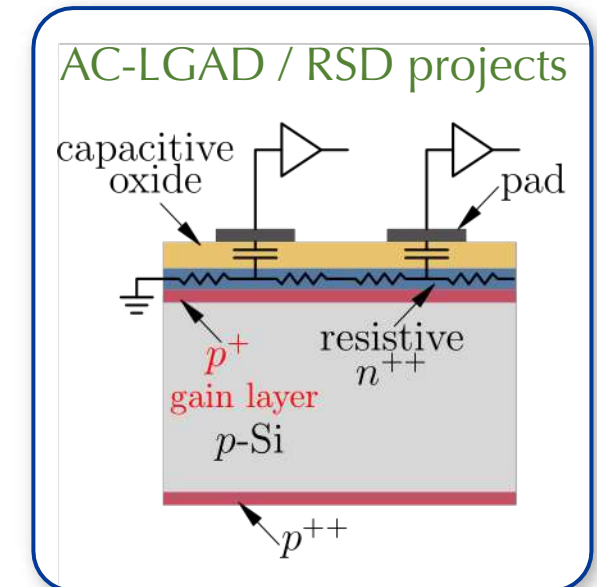 AC-LGAD / RSD projects
capacitive
oxide
pad
p⁺
gain layer
resistive
n⁺⁺
p-Si
p⁺⁺